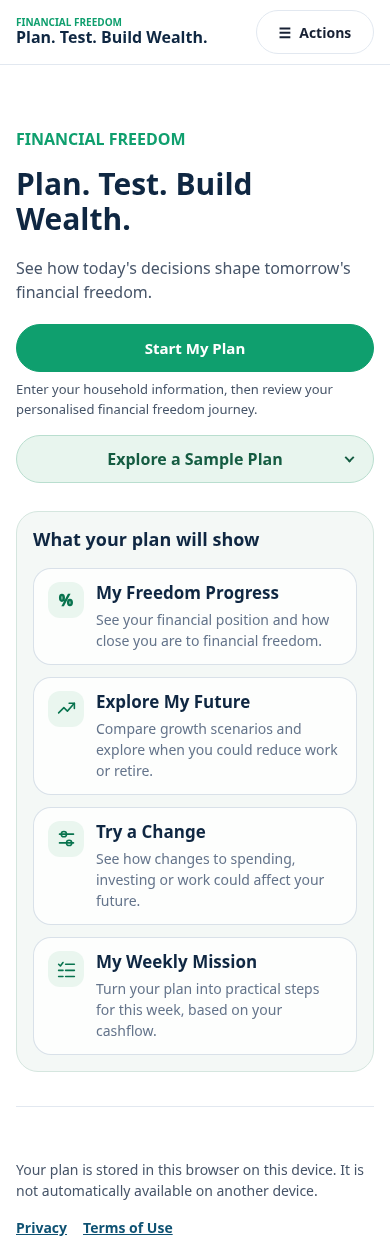 FINANCIAL FREEDOM
Plan. Test. Build Wealth.
☰ Actions
FINANCIAL FREEDOM
Plan. Test. Build
Wealth.
See how today's decisions shape tomorrow's
financial freedom.
Start My Plan
Enter your household information, then review your
personalised financial freedom journey.
Explore a Sample Plan
What your plan will show
%
My Freedom Progress
See your financial position and how
close you are to financial freedom.
Explore My Future
Compare growth scenarios and
explore when you could reduce work
or retire.
Try a Change
See how changes to spending,
investing or work could affect your
future.
My Weekly Mission
Turn your plan into practical steps
for this week, based on your
cashflow.
Your plan is stored in this browser on this device. It is
not automatically available on another device.
Privacy Terms of Use